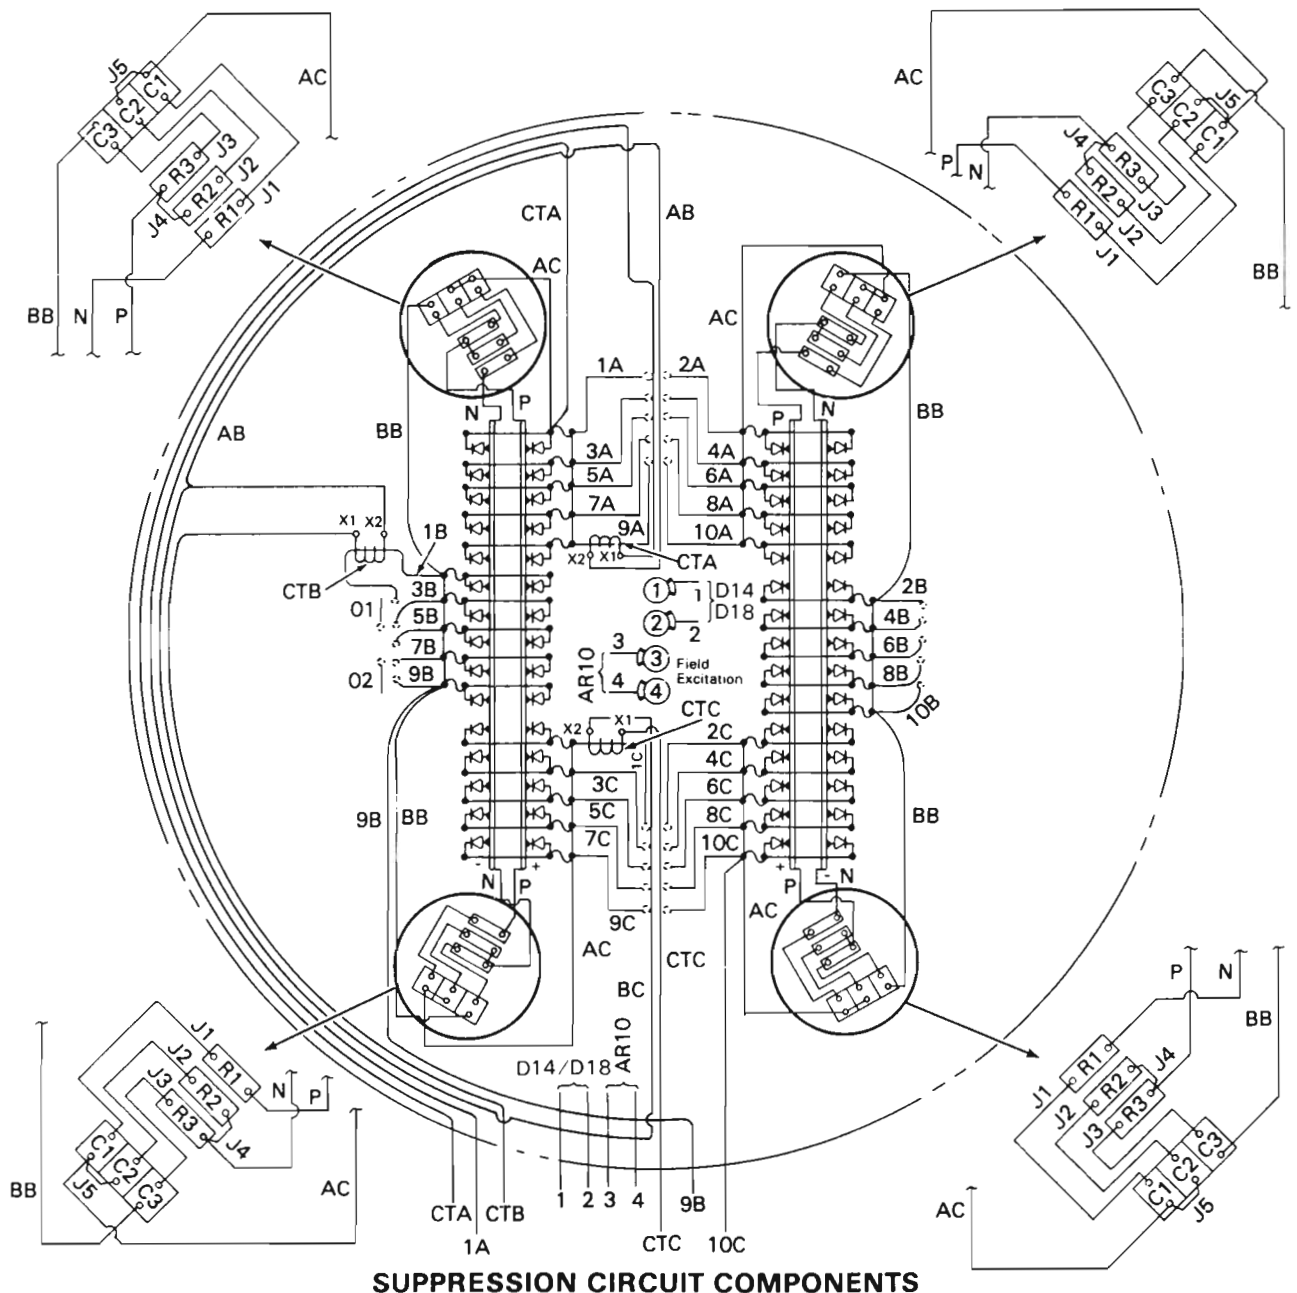 J5
C1
C2
C3
AC
J3
J2
J1
R3
R2
R1
J4
BB
N
P
AC
P
N
J4
R3
R2
R1
J3
J2
J1
C3
C2
C1
J5
BB
CTA
AB
AC
AC
1A
2A
N
P
P
N
BB
BB
AB
3A
4A
5A
6A
7A
8A
9A
10A
X1
X2
1B
X2
X1
CTA
CTB
3B
5B
7B
9B
01
02
1
1
D14
D18
2
2
3
3
Field
Excitation
AR10
4
4
2B
4B
6B
8B
10B
X2
X1
CTC
1C
2C
3C
4C
5C
6C
7C
8C
9C
10C
9B
BB
BB
-
+
N
P
+
-
P
N
AC
AC
BC
CTC
J1
J2
J3
R1
R2
R3
J4
N
P
C1
C2
C3
J5
BB
AC
D14/D18
AR10
1
2
3
4
9B
CTA
1A
CTB
CTC
10C
P
N
BB
R1
R2
R3
J4
J1
J2
J3
C3
C2
C1
J5
AC
SUPPRESSION CIRCUIT COMPONENTS